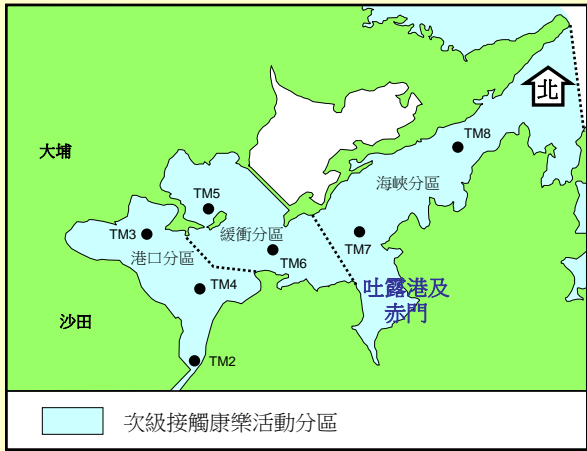 北
TM8
大埔
海峽分區
TM5
緩衝分區
TM3
港口分區
TM7
TM6
TM4
吐露港及
赤門
沙田
TM2
次級接觸康樂活動分區